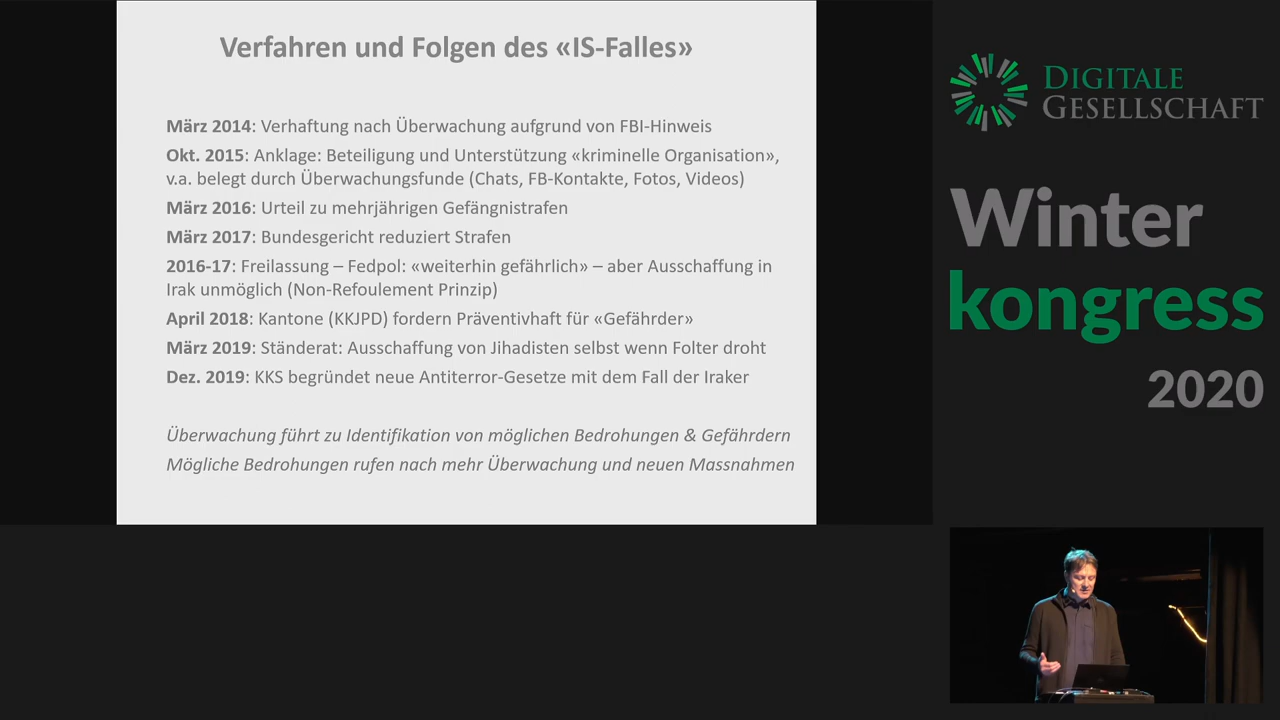 Verfahren und Folgen des «IS-Falles»
März 2014: Verhaftung nach Überwachung aufgrund von FBI-Hinweis
Okt. 2015: Anklage: Beteiligung und Unterstützung «kriminelle Organisation»,
v.a. belegt durch Überwachungsfunde (Chats, FB-Kontakte, Fotos, Videos)
März 2016: Urteil zu mehrjährigen Gefängnistrafen
März 2017: Bundesgericht reduziert Strafen
2016-17: Freilassung – Fedpol: «weiterhin gefährlich» – aber Ausschaffung in
Irak unmöglich (Non-Refoulement Prinzip)
April 2018: Kantone (KKJPD) fordern Präventivhaft für «Gefährder»
März 2019: Ständerat: Ausschaffung von Jihadisten selbst wenn Folter droht
Dez. 2019: KKS begründet neue Antiterror-Gesetze mit dem Fall der Iraker
Überwachung führt zu Identifikation von möglichen Bedrohungen & Gefährdern
Mögliche Bedrohungen rufen nach mehr Überwachung und neuen Massnahmen
DIGITALE
GESELLSCHAFT
Winter
kongress
2020